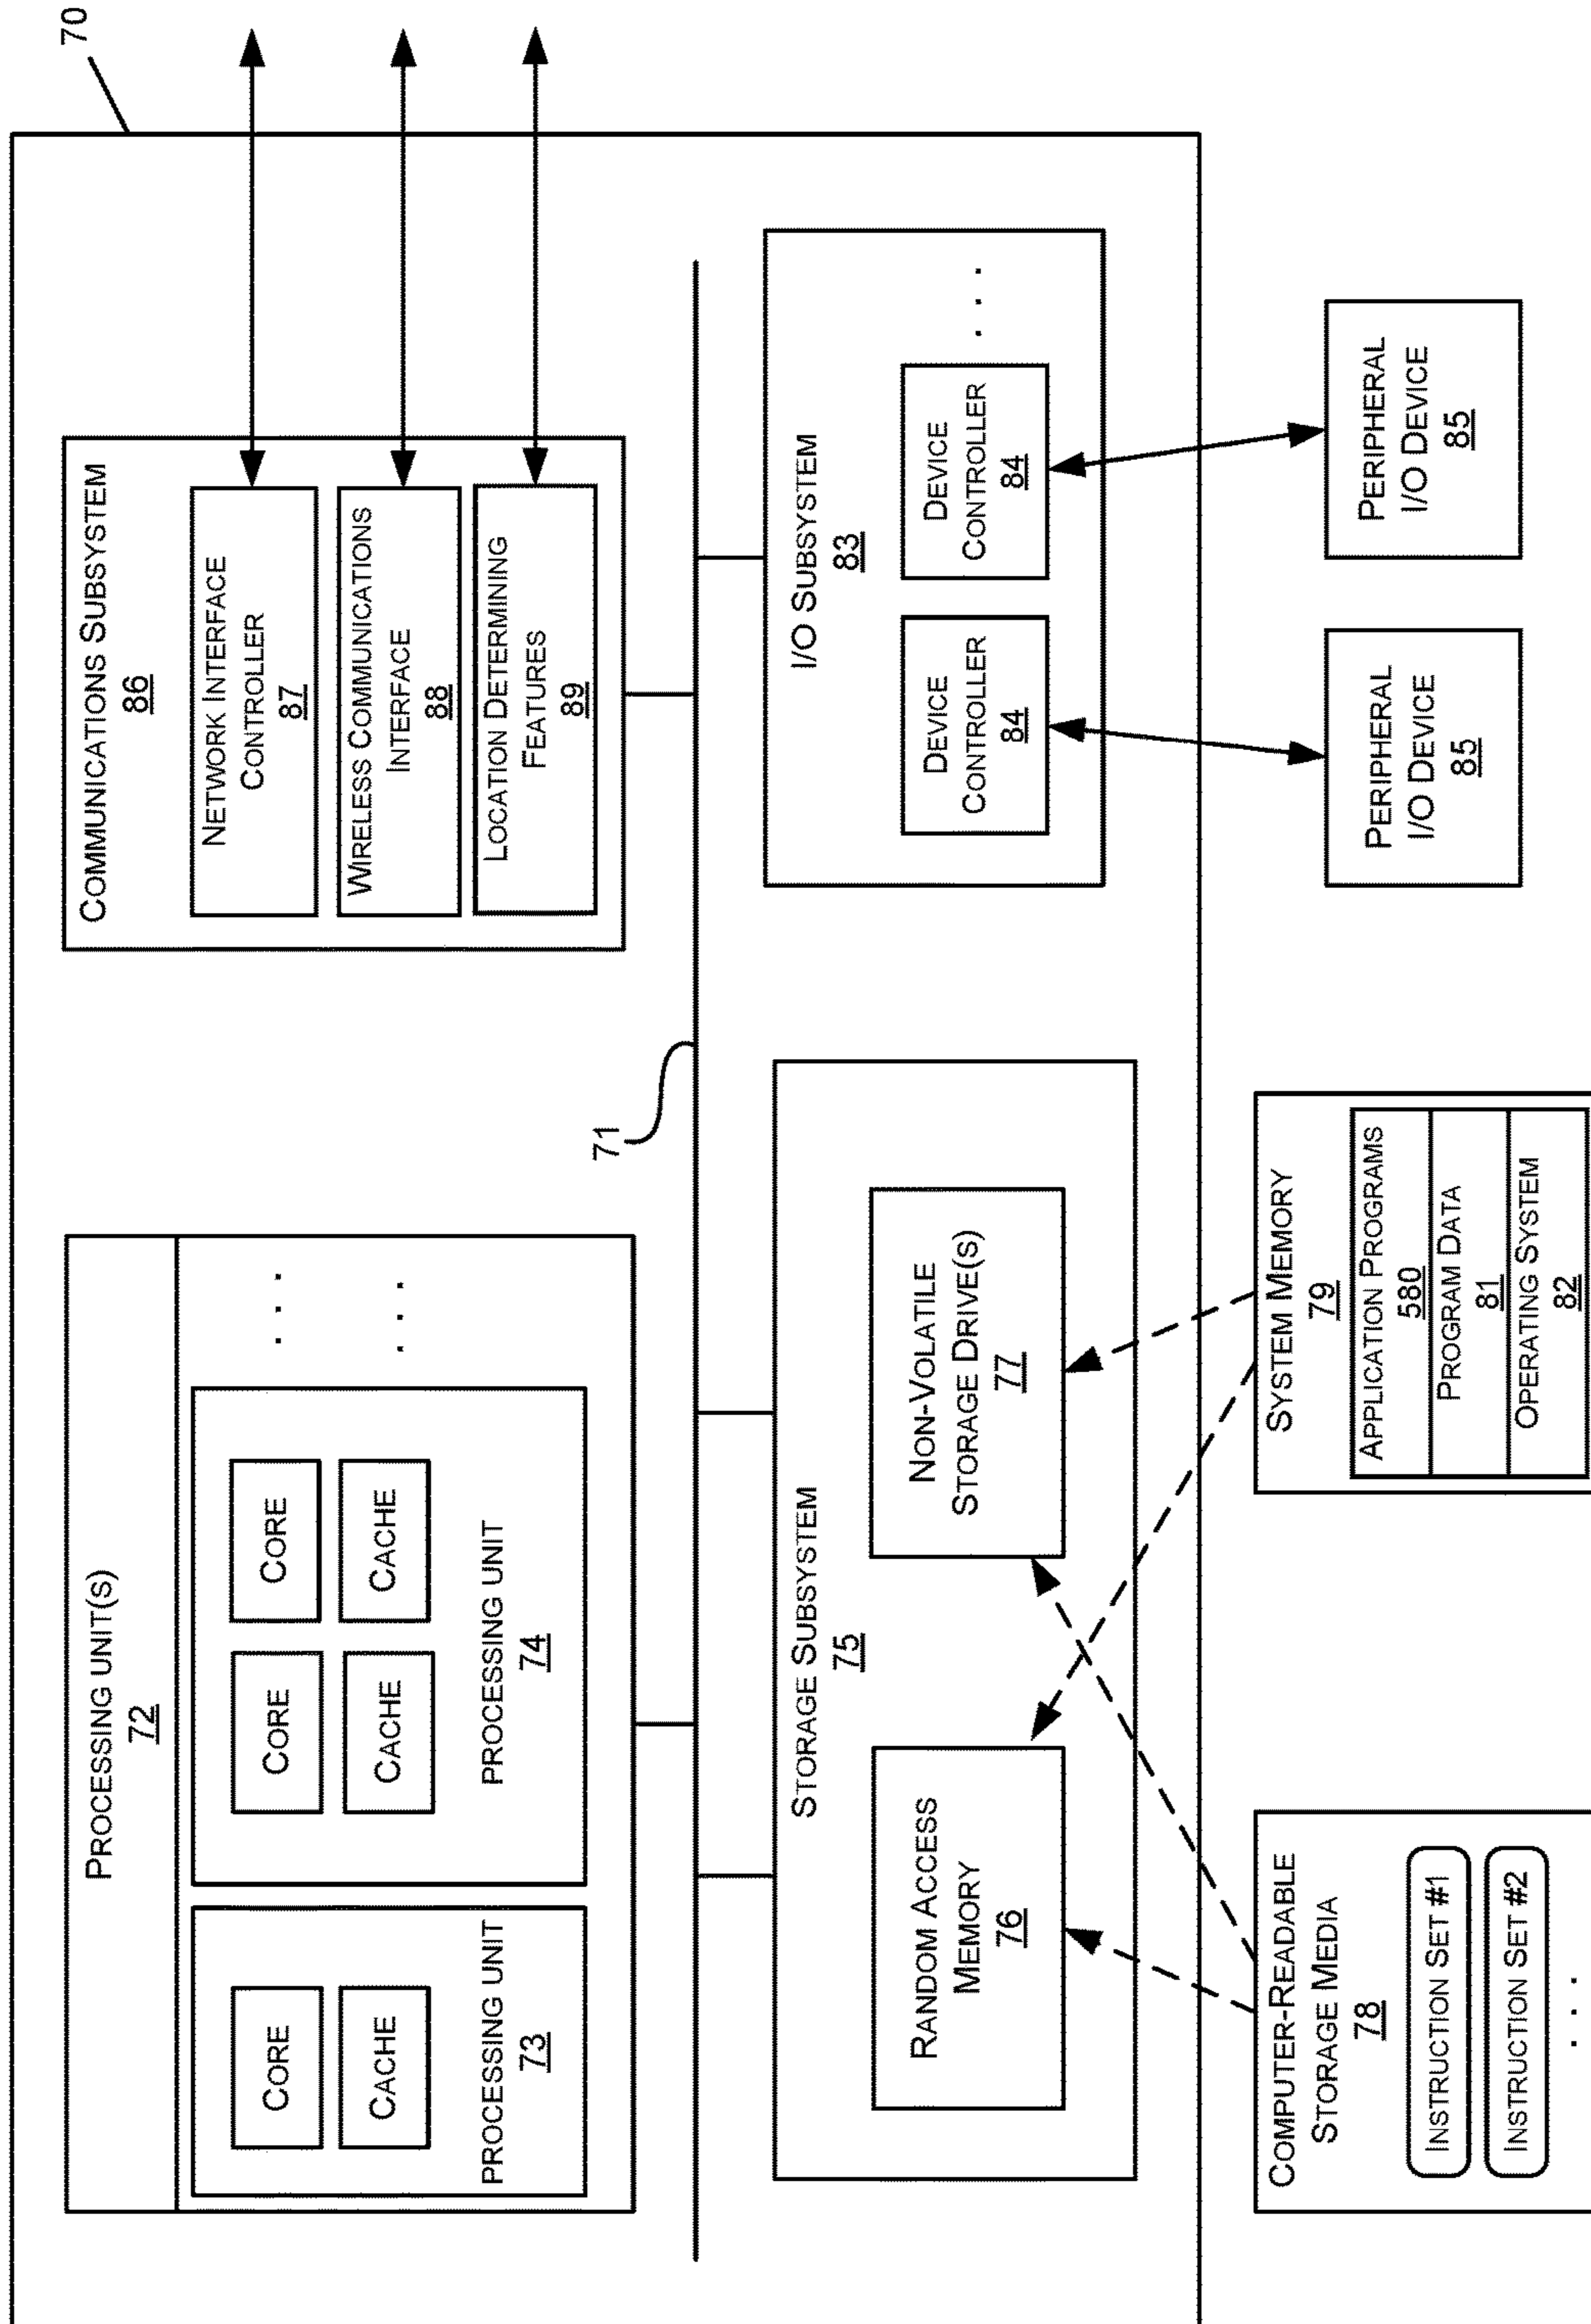 70
PROCESSING UNIT(S)
72
CORE
CACHE
PROCESSING UNIT
73
CORE
CORE
CACHE
CACHE
PROCESSING UNIT
74
. . .
. . .
COMMUNICATIONS SUBSYSTEM
86
NETWORK INTERFACE
CONTROLLER
87
WIRELESS COMMUNICATIONS
INTERFACE
88
LOCATION DETERMINING
FEATURES
89
71
STORAGE SUBSYSTEM
75
RANDOM ACCESS
MEMORY
76
NON-VOLATILE
STORAGE DRIVE(S)
77
I/O SUBSYSTEM
83
DEVICE
CONTROLLER
84
DEVICE
CONTROLLER
84
. . .
COMPUTER-READABLE
STORAGE MEDIA
78
INSTRUCTION SET #1
INSTRUCTION SET #2
. . .
SYSTEM MEMORY
79
APPLICATION PROGRAMS
580
PROGRAM DATA
81
OPERATING SYSTEM
82
PERIPHERAL
I/O DEVICE
85
PERIPHERAL
I/O DEVICE
85